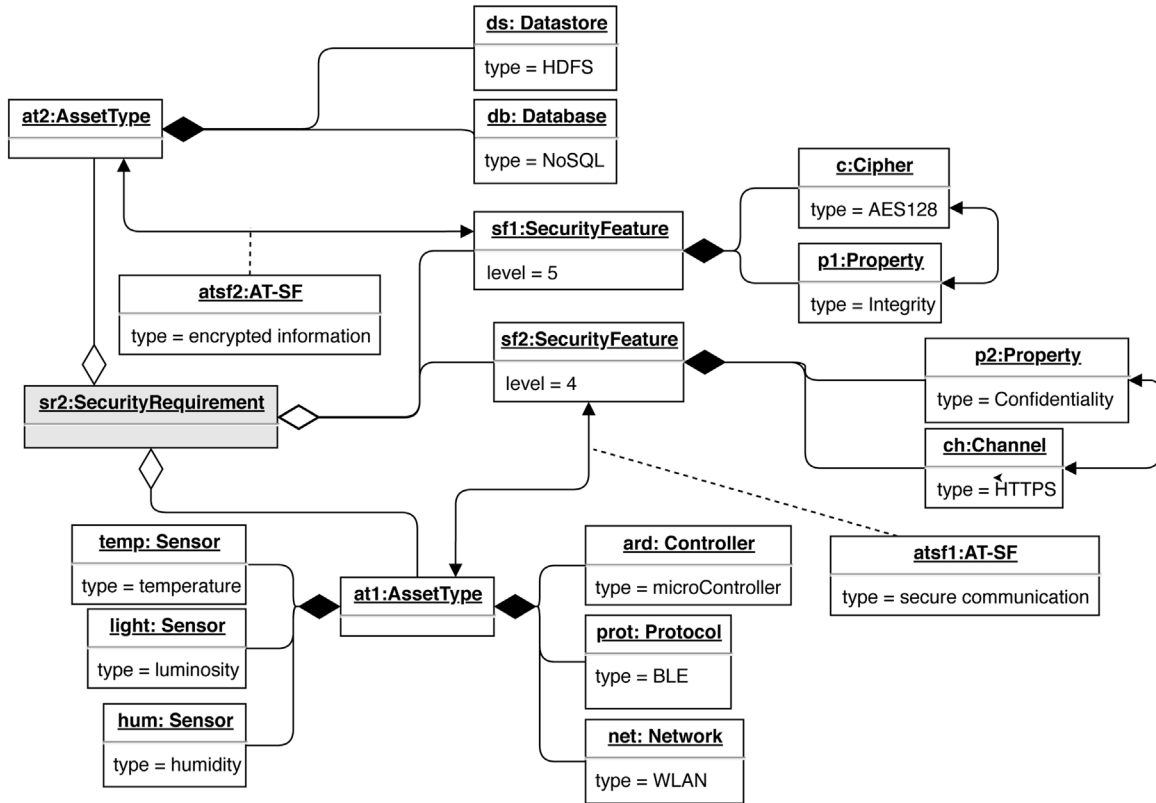 ds: Datastore
type = HDFS
at2:AssetType
db: Database
type = NoSQL
c:Cipher
type = AES128
sf1:SecurityFeature
level = 5
p1:Property
type = Integrity
atsf2:AT-SF
type = encrypted information
sf2:SecurityFeature
level = 4
p2:Property
type = Confidentiality
sr2:SecurityRequirement
ch:Channel
type = HTTPS
temp: Sensor
type = temperature
ard: Controller
type = microController
atsf1:AT-SF
type = secure communication
at1:AssetType
light: Sensor
type = luminosity
prot: Protocol
type = BLE
hum: Sensor
type = humidity
net: Network
type = WLAN